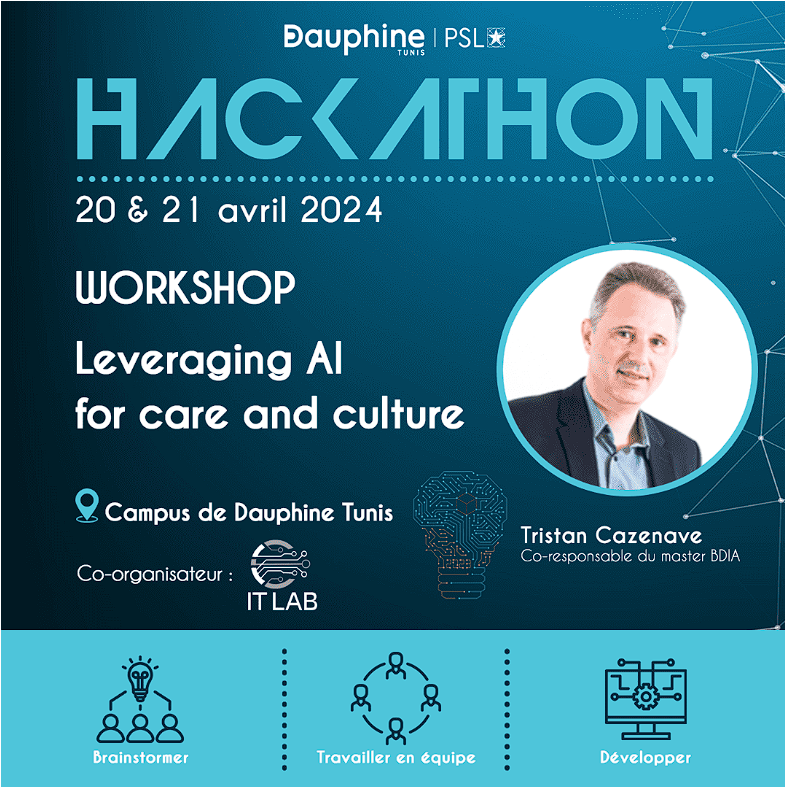 Dauphine | PSL
TUNIS
HACKATHON
20 & 21 avril 2024
WORKSHOP
Leveraging AI
for care and culture
Campus de Dauphine Tunis
Tristan Cazenave
Co-responsable du master BDIA
Co-organisateur :
IT LAB
Brainstormer
Travailler en équipe
Développer